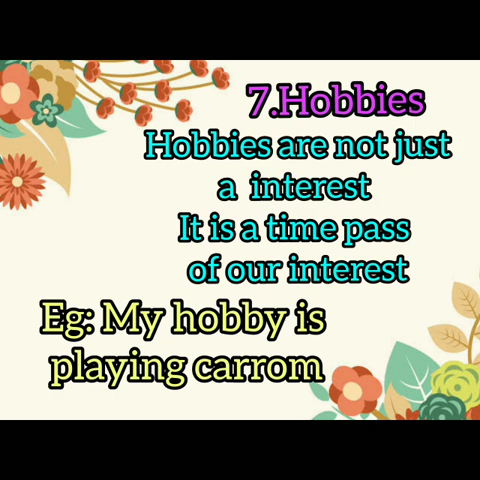 7.Hobbies
Hobbies are not just
a interest
It is a time pass
of our interest
Eg: My hobby is
playing carrom